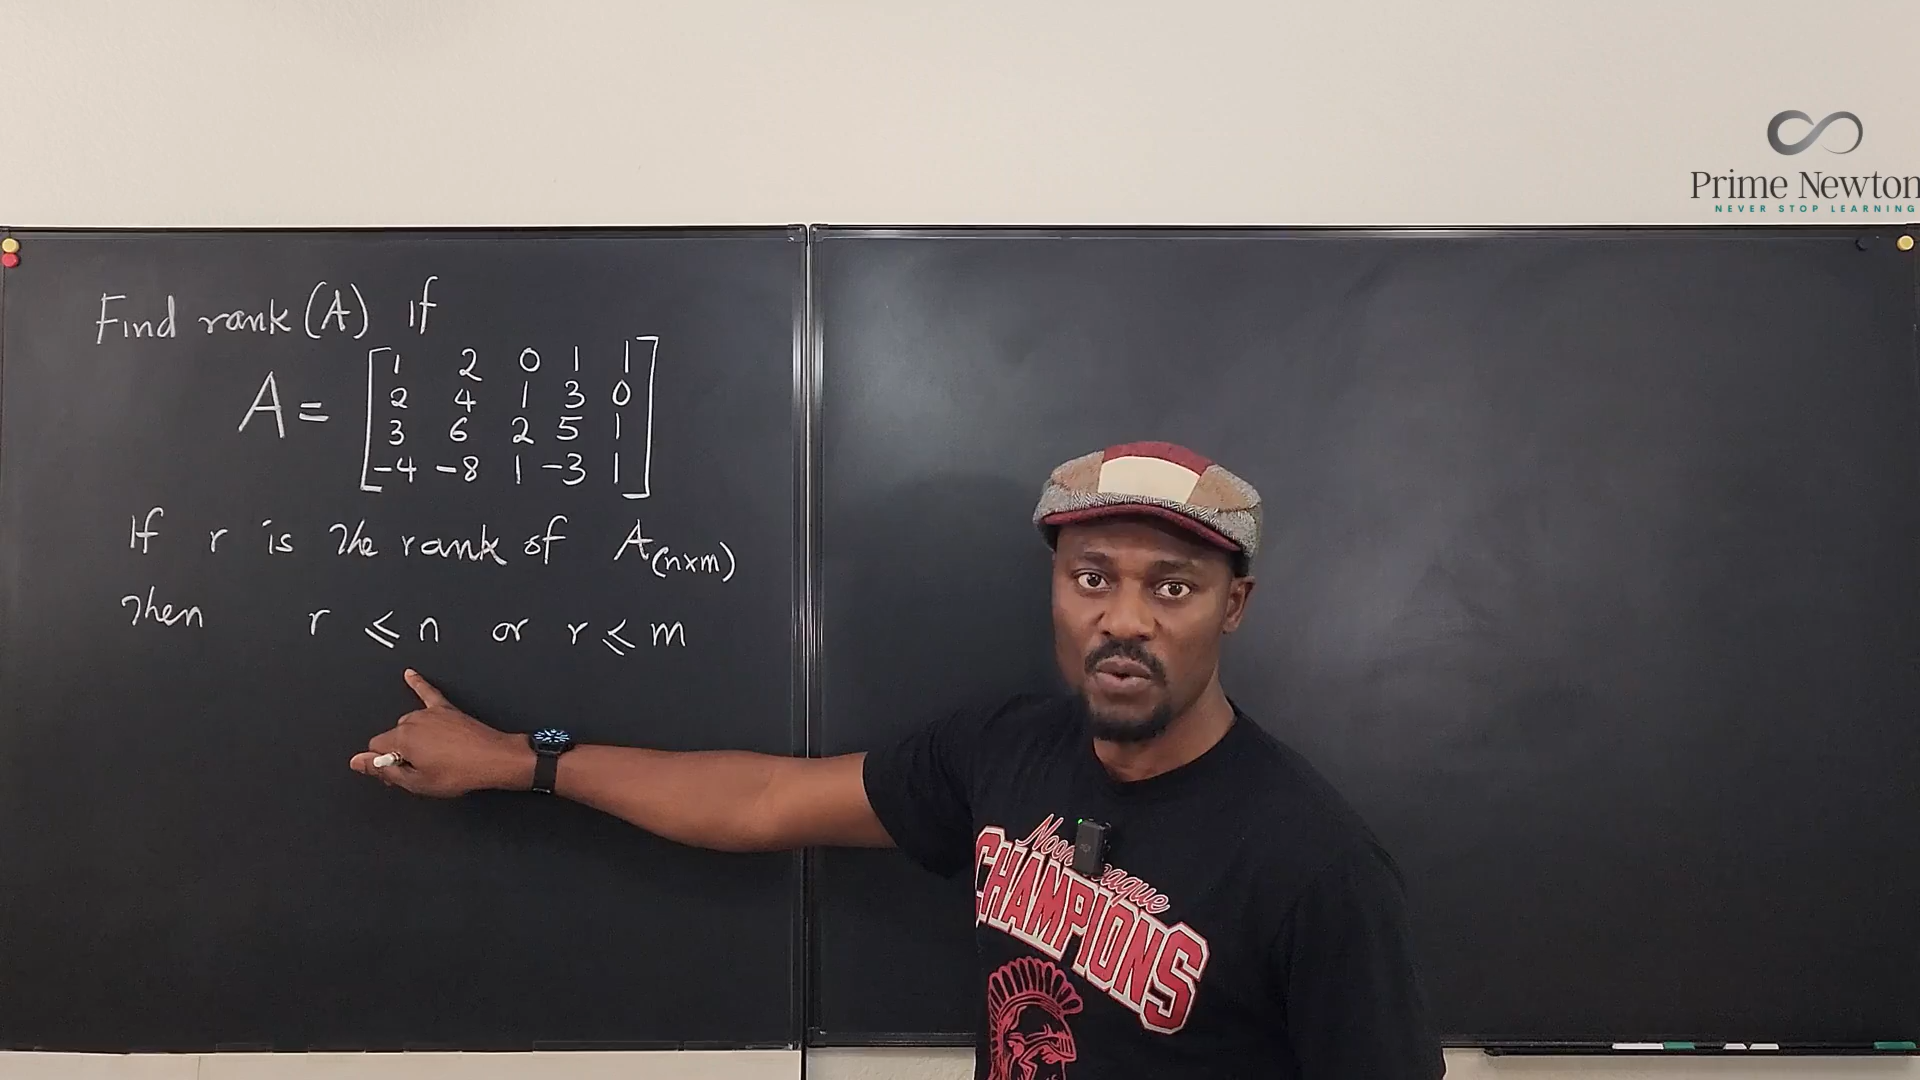 Prime Newton
NEVER STOP LEARNING
Find rank (A) if
A = [1 2 0 1 1
2 4 1 3 0
3 6 2 5 1
-4 -8 1 -3 1]
If r is the rank of A(n×m)
Then r ⩽ n or r ⩽ m
CHAMPIONS